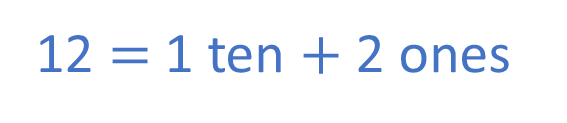 12 = 1 ten + 2 ones